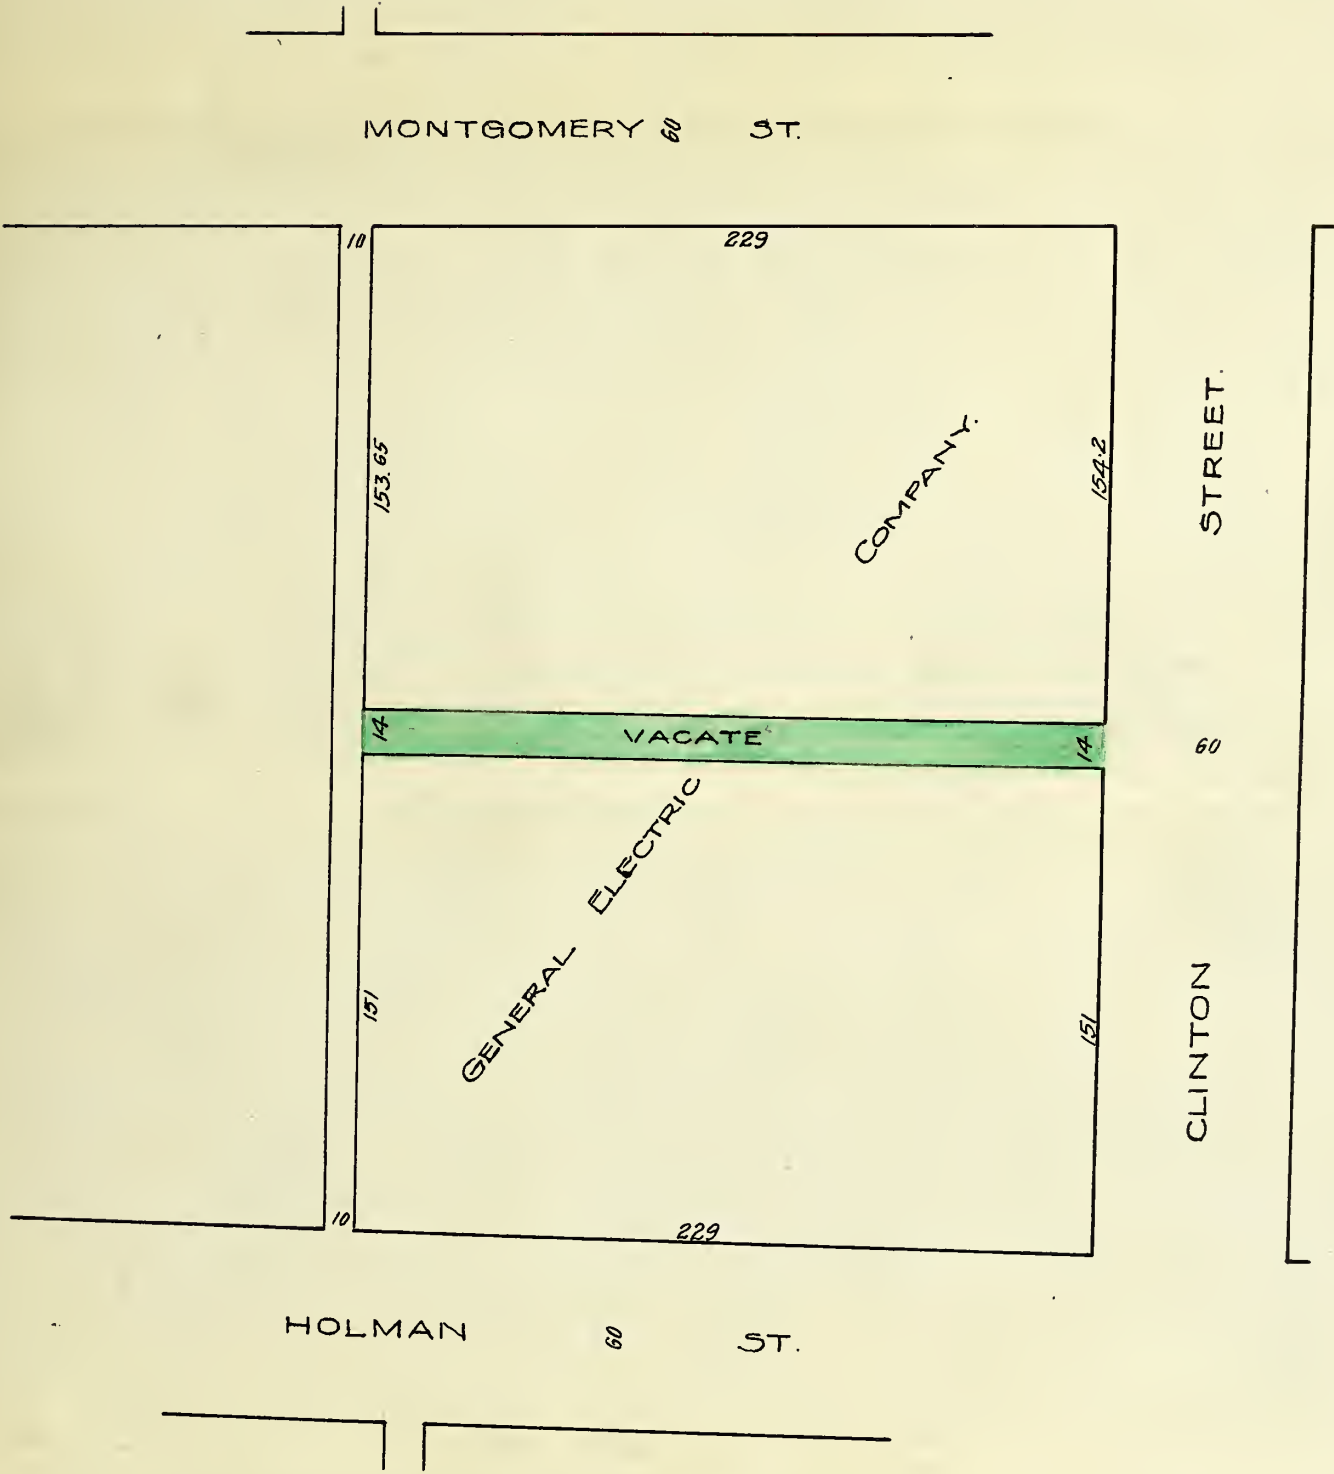 MONTGOMERY 60 ST.
10
229
153.65
154.2
COMPANY.
STREET.
14
VACATE
14
60
GENERAL ELECTRIC
151
151
CLINTON
10
229
HOLMAN 60 ST.